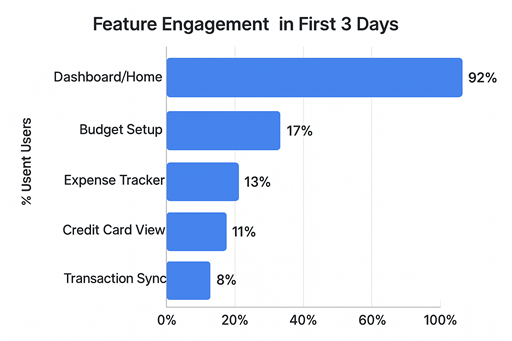 Feature Engagement in First 3 Days
% Usent Users
Dashboard/Home 92%
Budget Setup 17%
Expense Tracker 13%
Credit Card View 11%
Transaction Sync 8%
0% 20% 40% 60% 100%